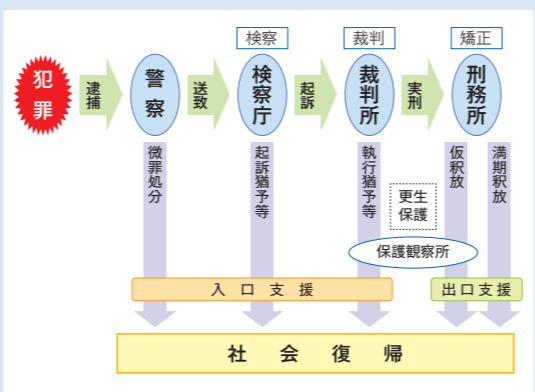 検察
裁判
矯正
犯罪
逮捕
警察
送致
検察庁
起訴
裁判所
実刑
刑務所
微罪処分
起訴猶予等
執行猶予等
更生
保護
仮釈放
満期釈放
保護観察所
入口支援
出口支援
社会復帰